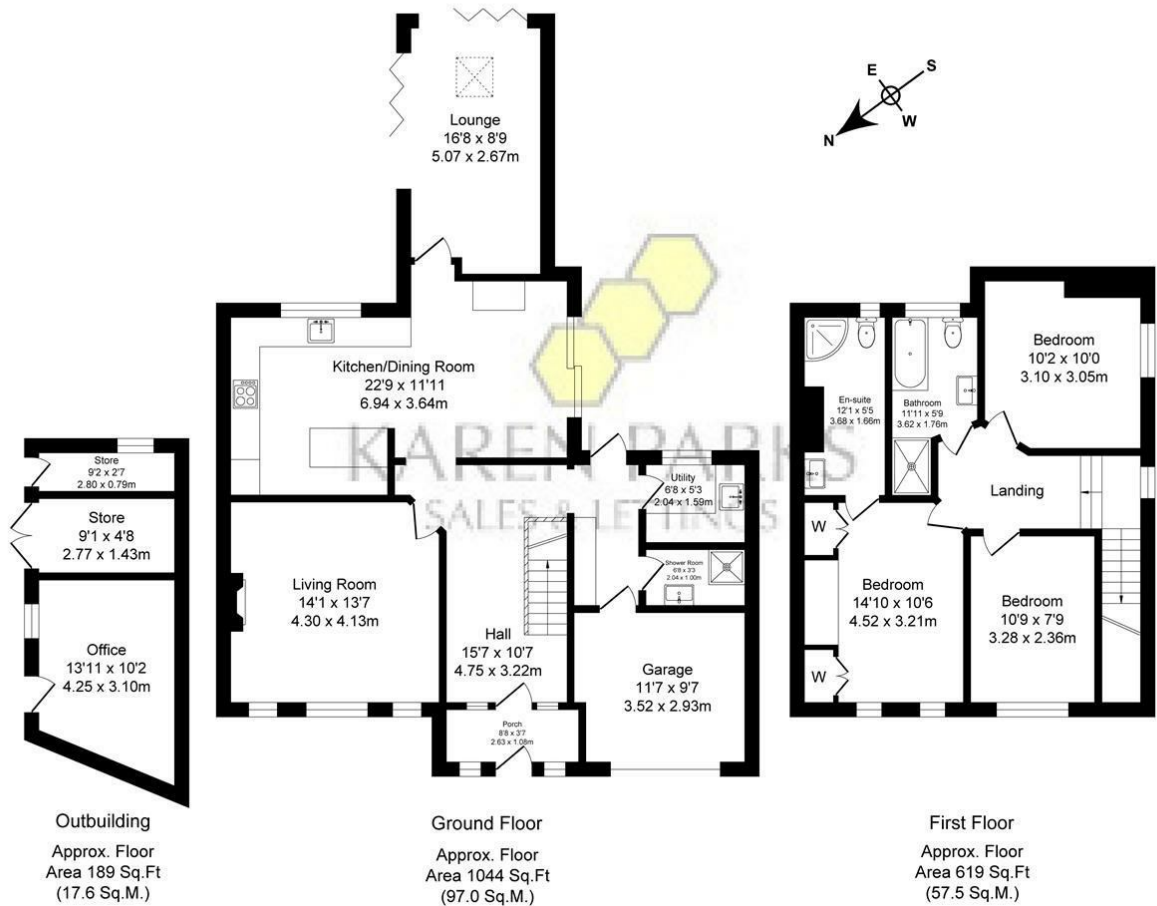 Lounge
16'8 x 8'9
5.07 x 2.67m
E
S
N
W
Kitchen/Dining Room
22'9 x 11'11
6.94 x 3.64m
KAREN PARKS
SALES & LETTINGS
Utility
6'8 x 5'3
2.04 x 1.59m
Shower Room
6'8 x 3'3
2.04 x 1.00m
Living Room
14'1 x 13'7
4.30 x 4.13m
Hall
15'7 x 10'7
4.75 x 3.22m
Garage
11'7 x 9'7
3.52 x 2.93m
Porch
8'8 x 3'7
2.63 x 1.08m
Store
9'2 x 2'7
2.80 x 0.79m
Store
9'1 x 4'8
2.77 x 1.43m
Office
13'11 x 10'2
4.25 x 3.10m
En-suite
12'1 x 5'5
3.68 x 1.66m
Bathroom
11'11 x 5'9
3.62 x 1.76m
Bedroom
10'2 x 10'0
3.10 x 3.05m
Landing
W
Bedroom
14'10 x 10'6
4.52 x 3.21m
W
Bedroom
10'9 x 7'9
3.28 x 2.36m
Outbuilding
Approx. Floor
Area 189 Sq.Ft
(17.6 Sq.M.)
Ground Floor
Approx. Floor
Area 1044 Sq.Ft
(97.0 Sq.M.)
First Floor
Approx. Floor
Area 619 Sq.Ft
(57.5 Sq.M.)